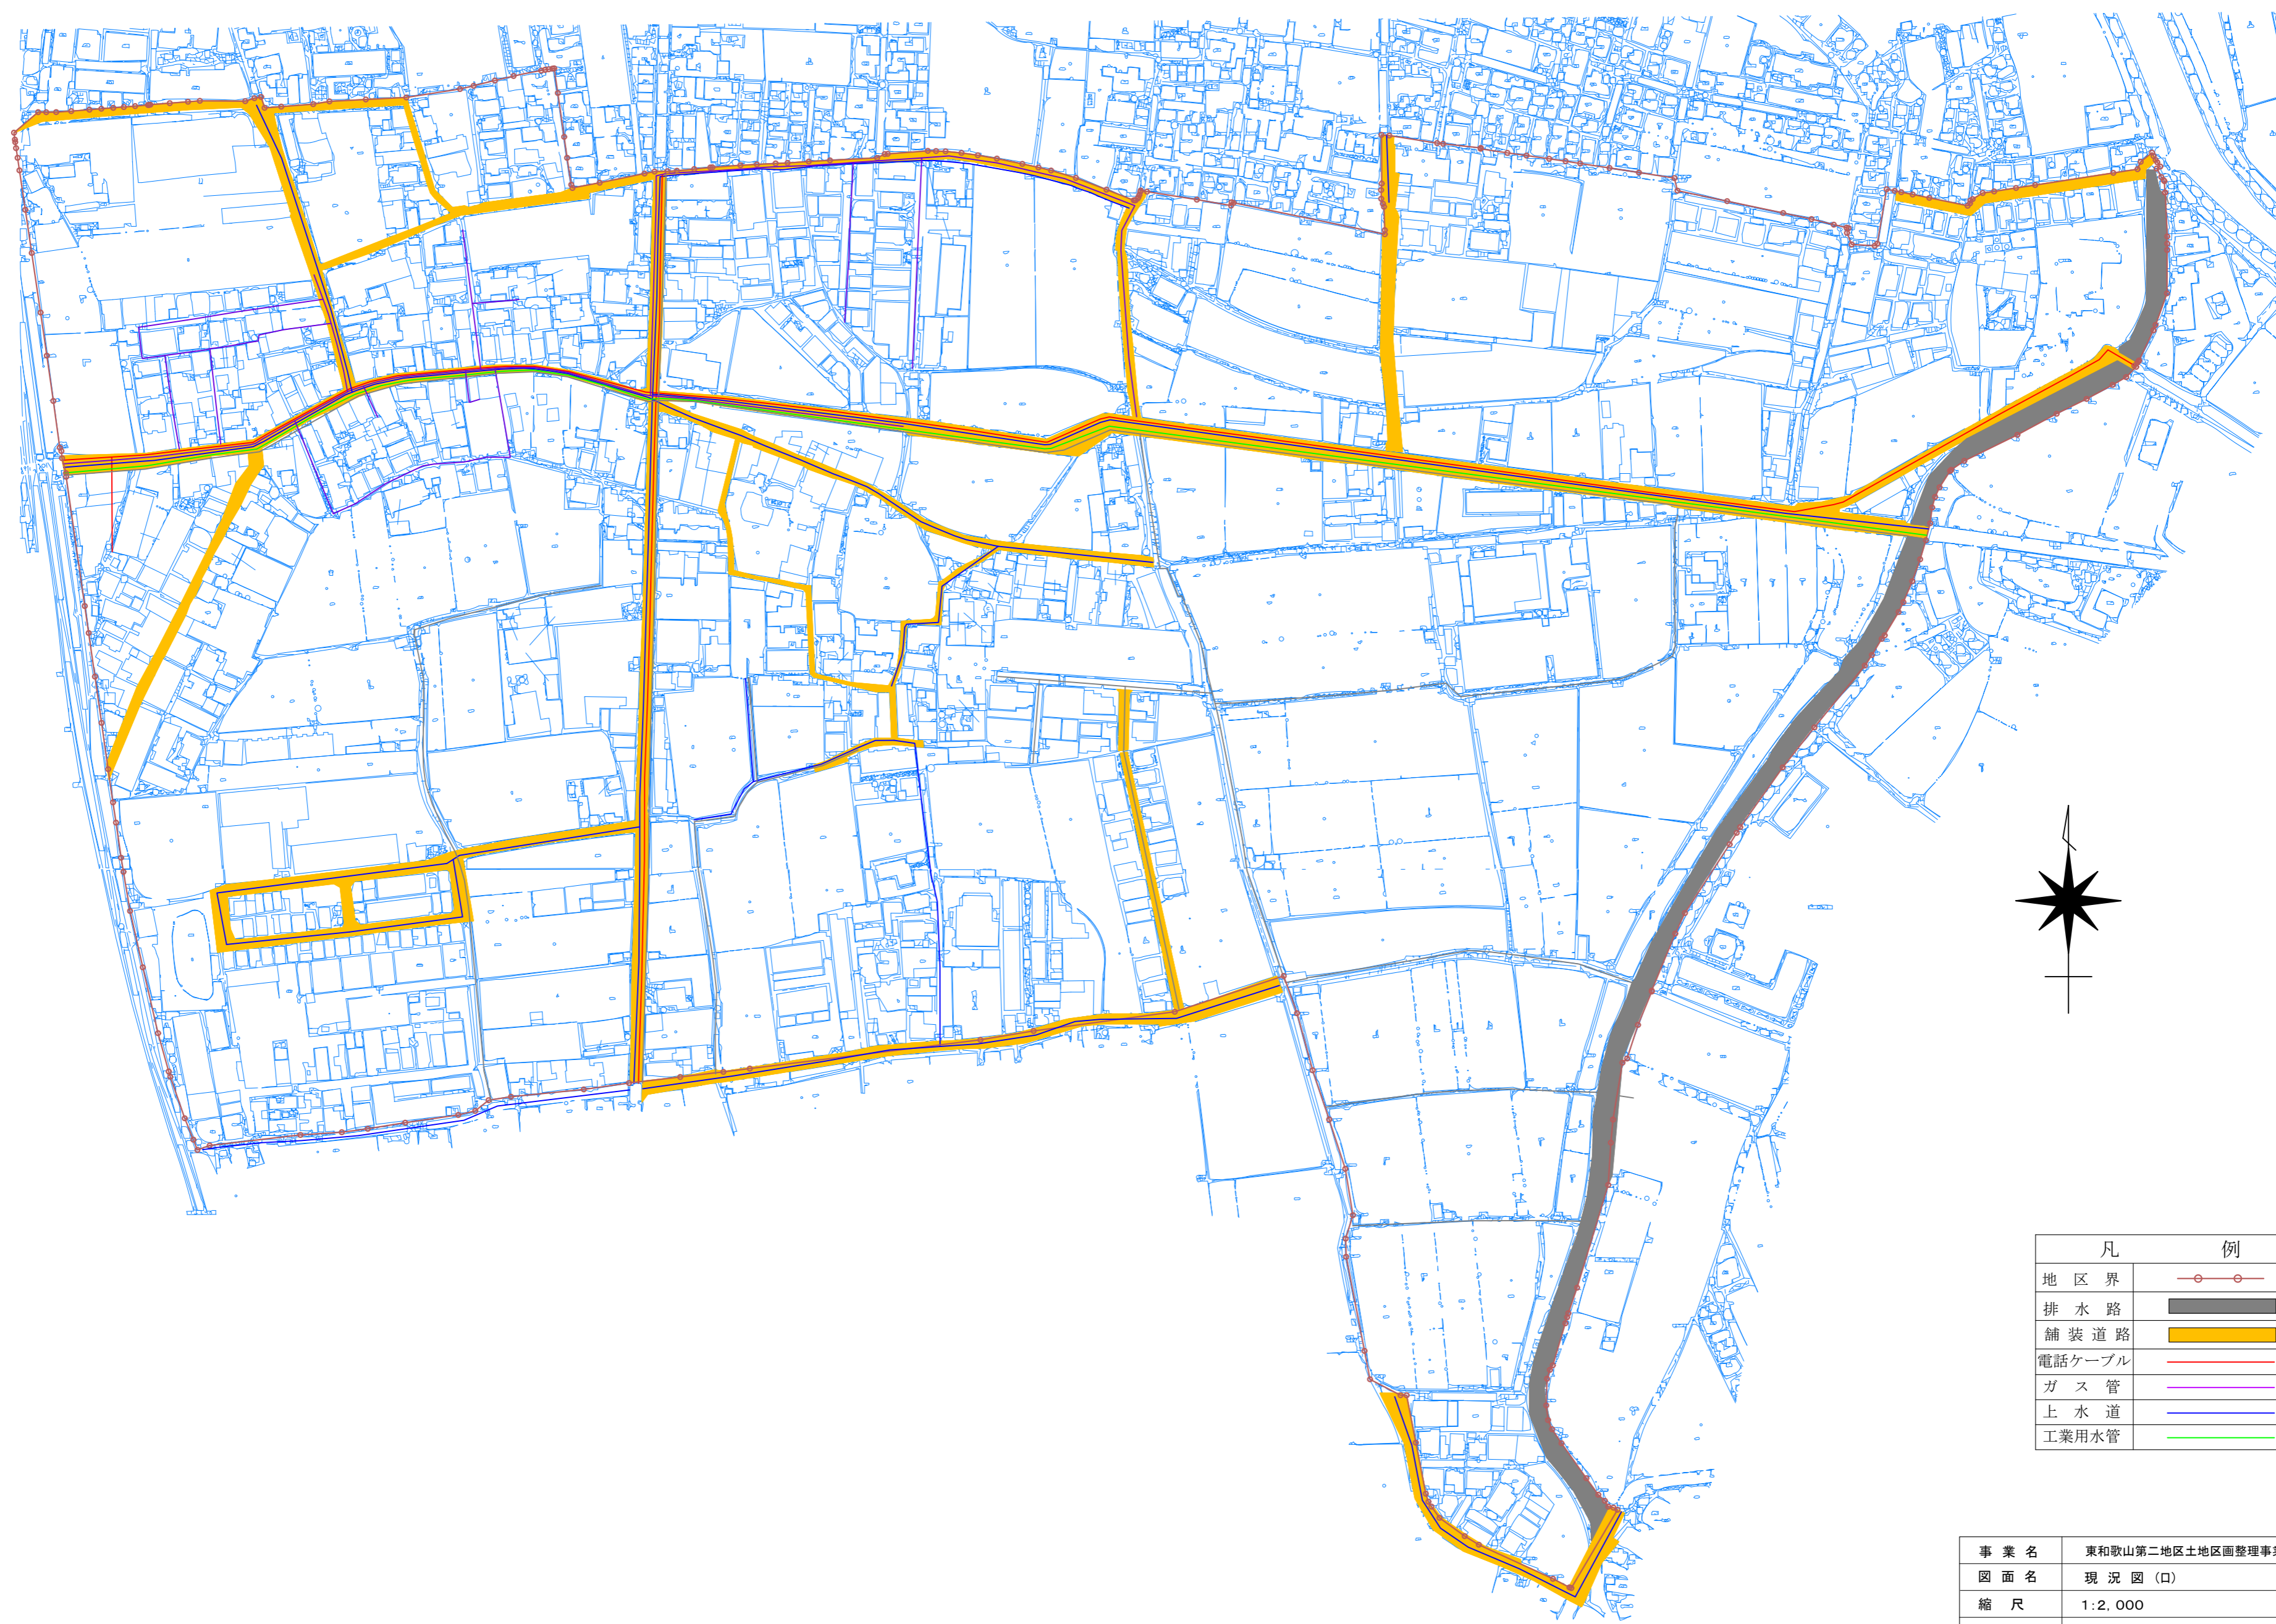 凡 例
地 区 界
排 水 路
舗 装 道 路
電話ケーブル
ガ ス 管
上 水 道
工業用水管
事 業 名 東和歌山第二地区土地区画整理事業
図 面 名 現 況 図 (ロ)
縮 尺 1:2,000